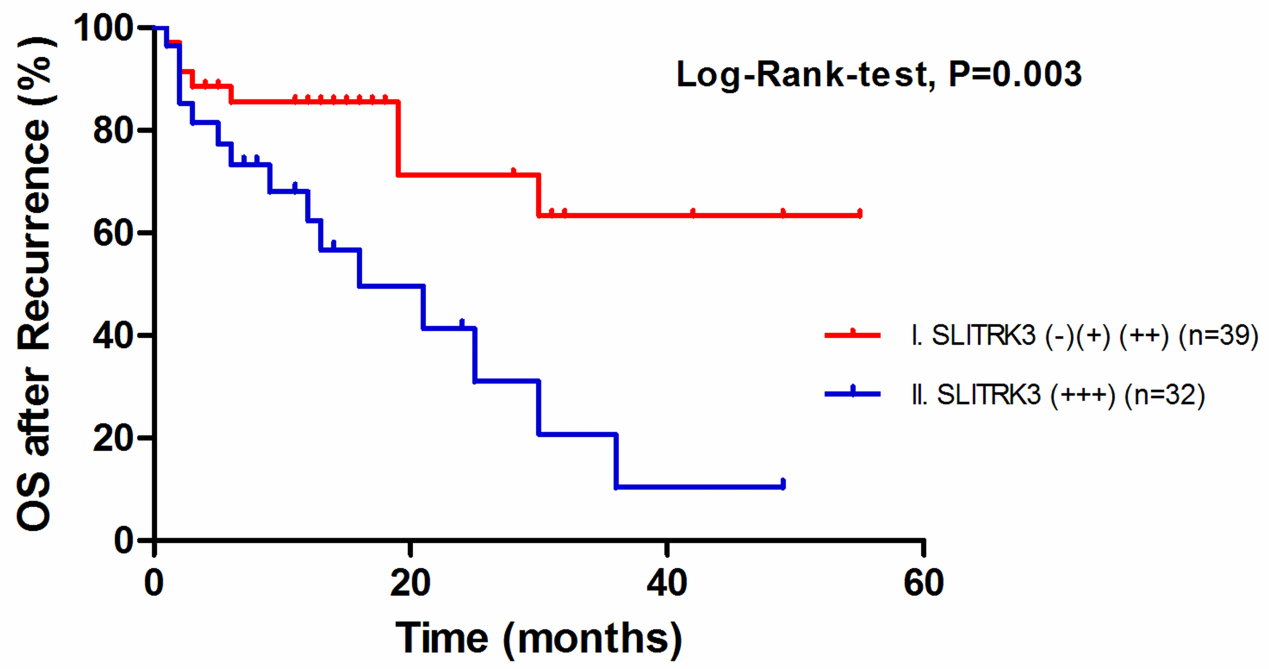 OS after Recurrence (%)
100
80
60
40
20
0
Log-Rank-test, P=0.003
I. SLITRK3 (-)(+) (++) (n=39)
II. SLITRK3 (+++) (n=32)
0 20 40 60
Time (months)